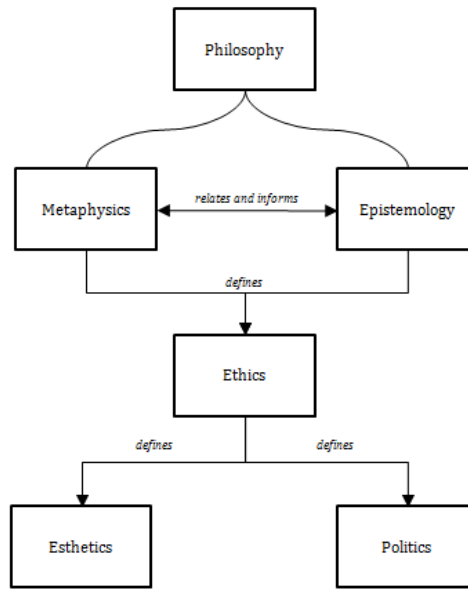 Philosophy
Metaphysics
relates and informs
Epistemology
defines
Ethics
defines
defines
Esthetics
Politics